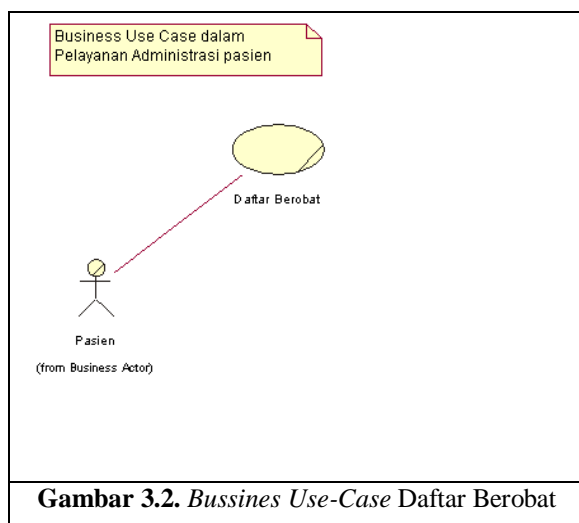 Business Use Case dalam
Pelayanan Administrasi pasien
Daftar Berobat
Pasien
(from Business Actor)
Gambar 3.2. Bussines Use-Case Daftar Berobat